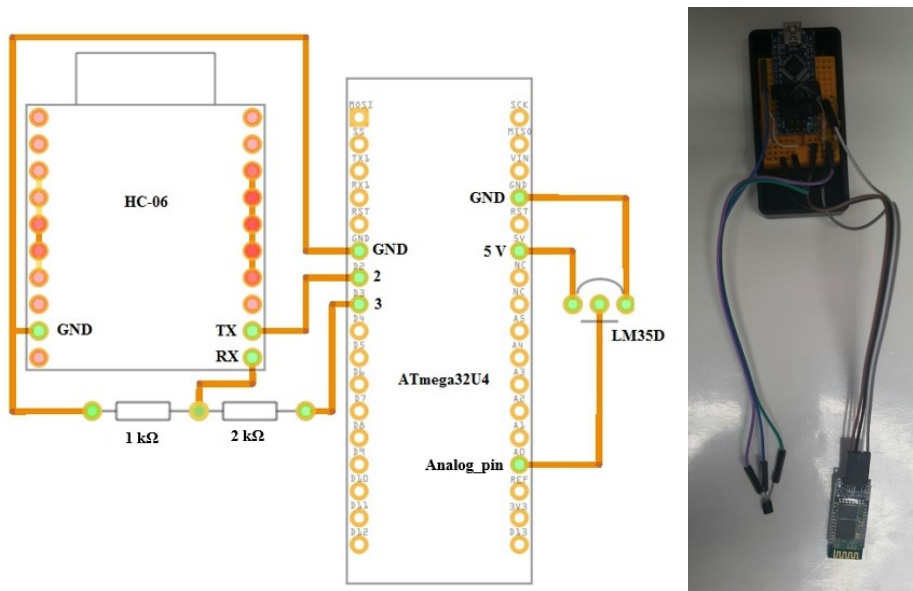 HC-06
GND
TX
RX
1 kΩ
2 kΩ
MOSI
SS
TX1
RX1
RST
GND
GND
D2
2
D3
3
D4
D5
D6
D7
D8
D9
D10
D11
D12
ATmega32U4
Analog_pin
SCK
MISO
VIN
GND
GND
RST
5V
5 V
NC
NC
A5
A4
A3
A2
A1
A0
REF
3V3
D13
LM35D